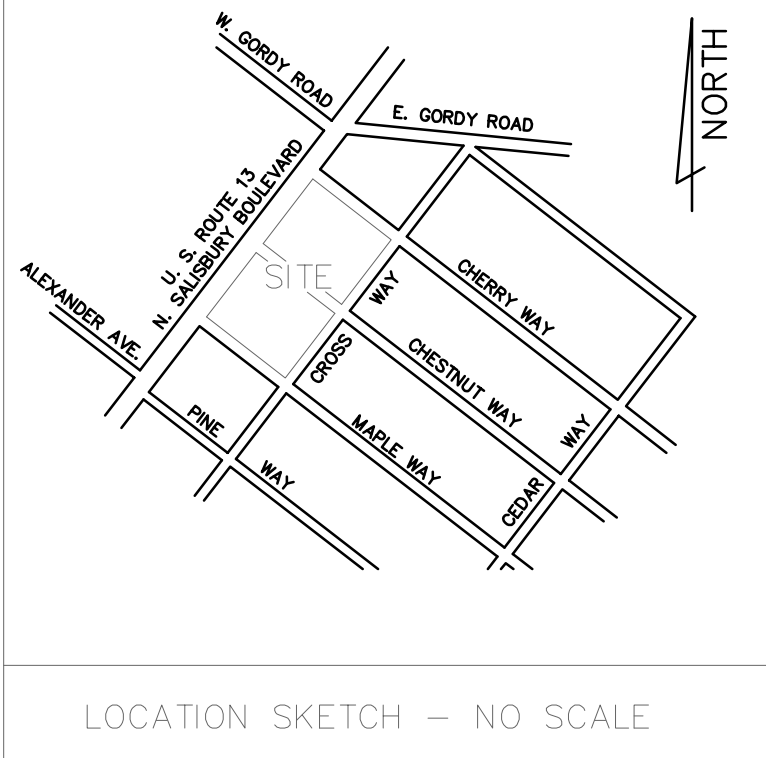 W. GORDY ROAD
NORTH
E. GORDY ROAD
U. S. ROUTE 13
N. SALISBURY BOULEVARD
ALEXANDER AVE.
SITE
CHERRY WAY
CROSS WAY
CHESTNUT WAY
MAPLE WAY
PINE WAY
CEDAR WAY
LOCATION SKETCH – NO SCALE